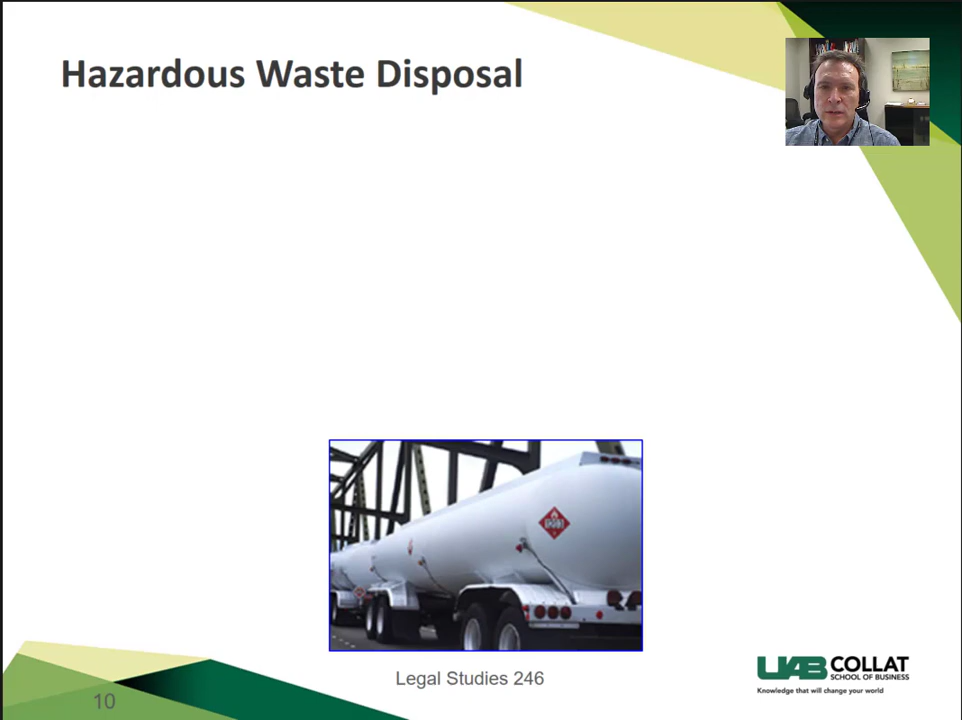 Hazardous Waste Disposal
Legal Studies 246
UAB COLLAT
SCHOOL OF BUSINESS
Knowledge that will change your world
10